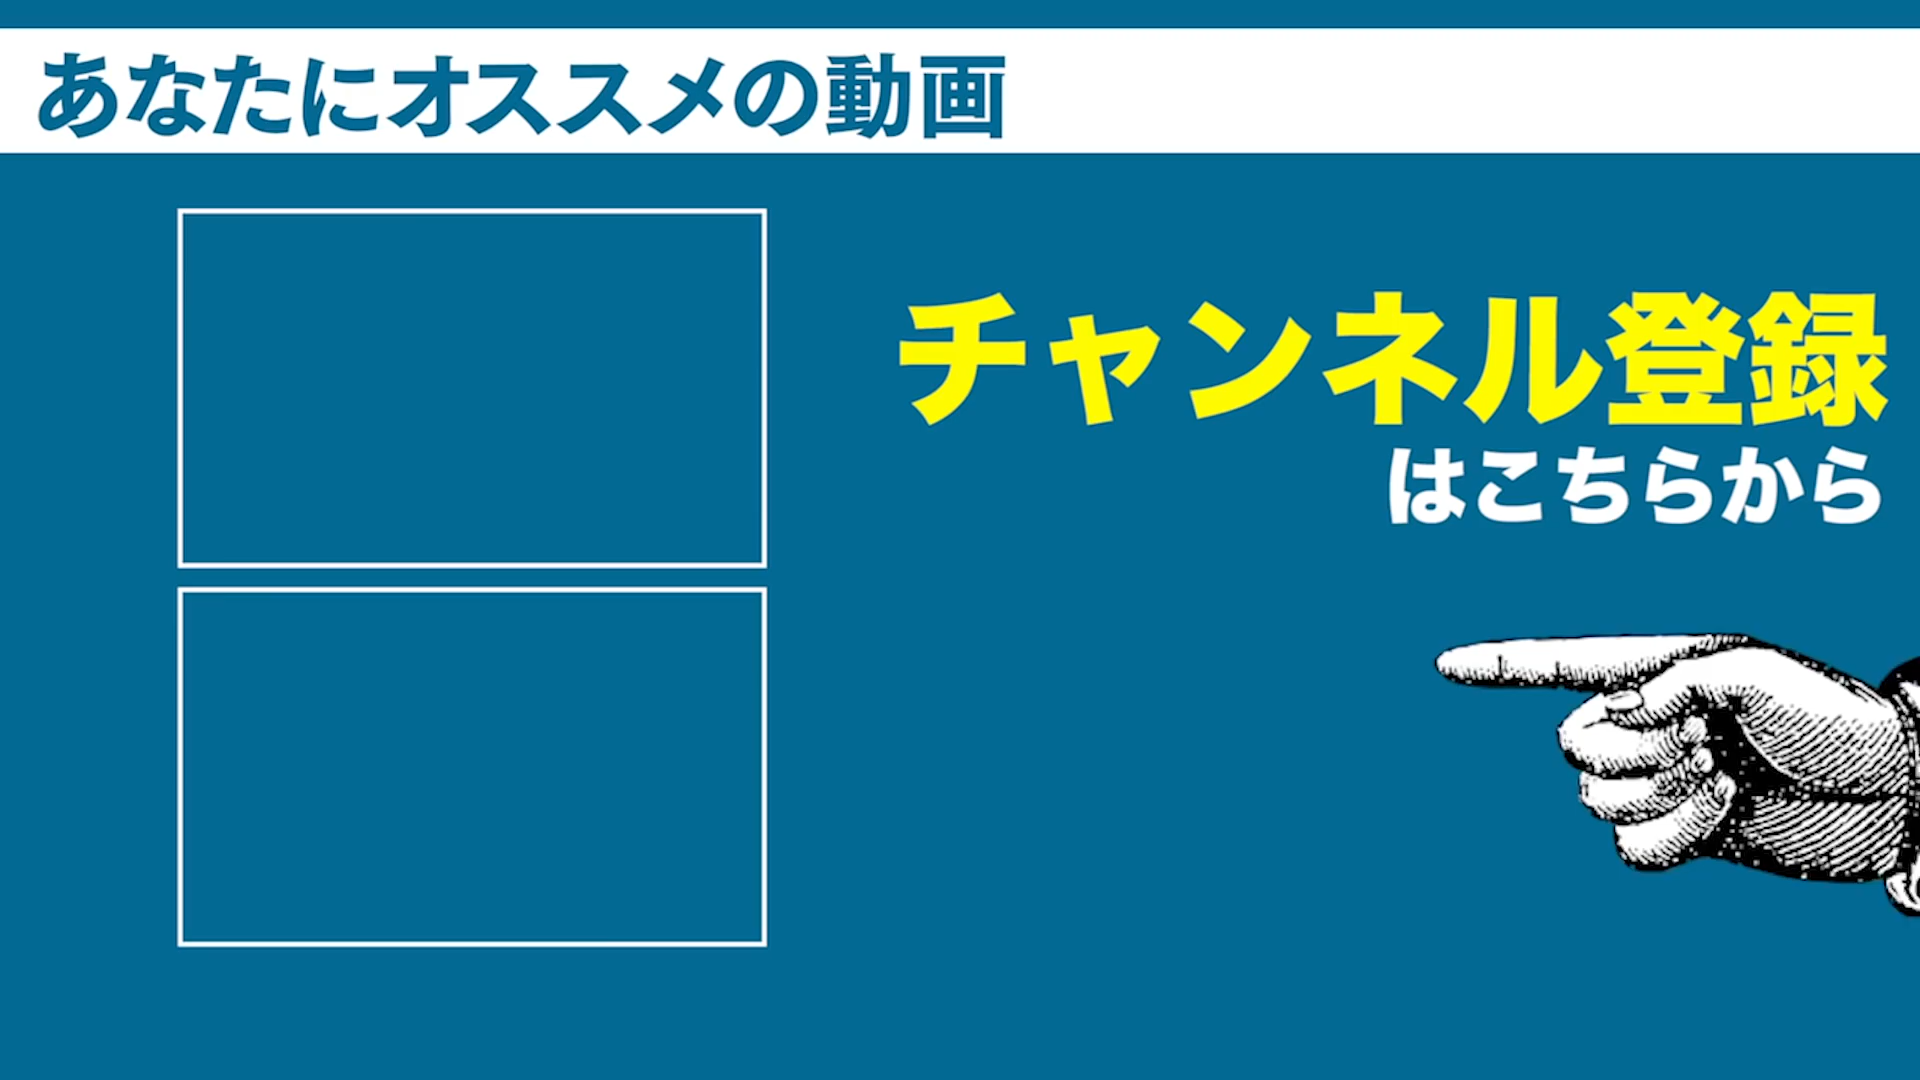 あなたにオススメの動画
チャンネル登録
はこちらから